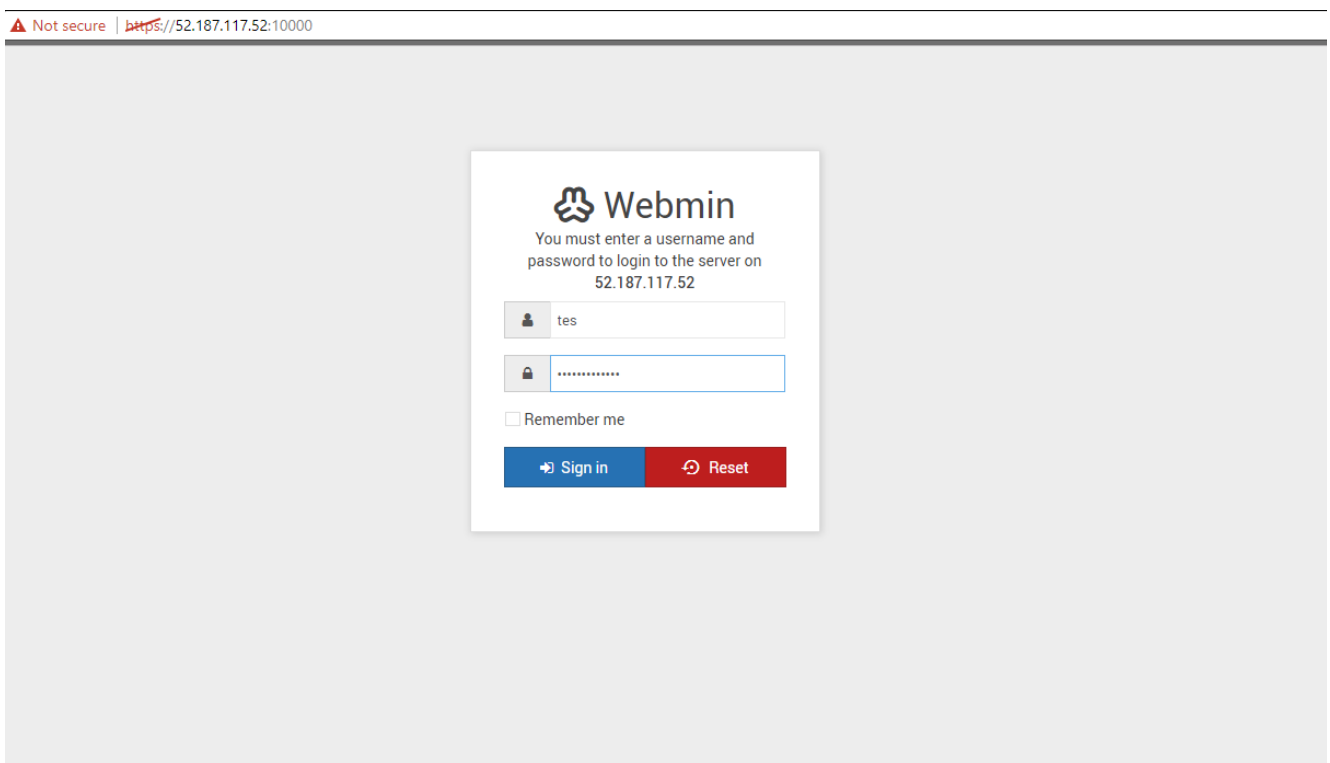 Not secure | https://52.187.117.52:10000
Webmin
You must enter a username and
password to login to the server on
52.187.117.52
tes
•••••••••••••
Remember me
Sign in Reset